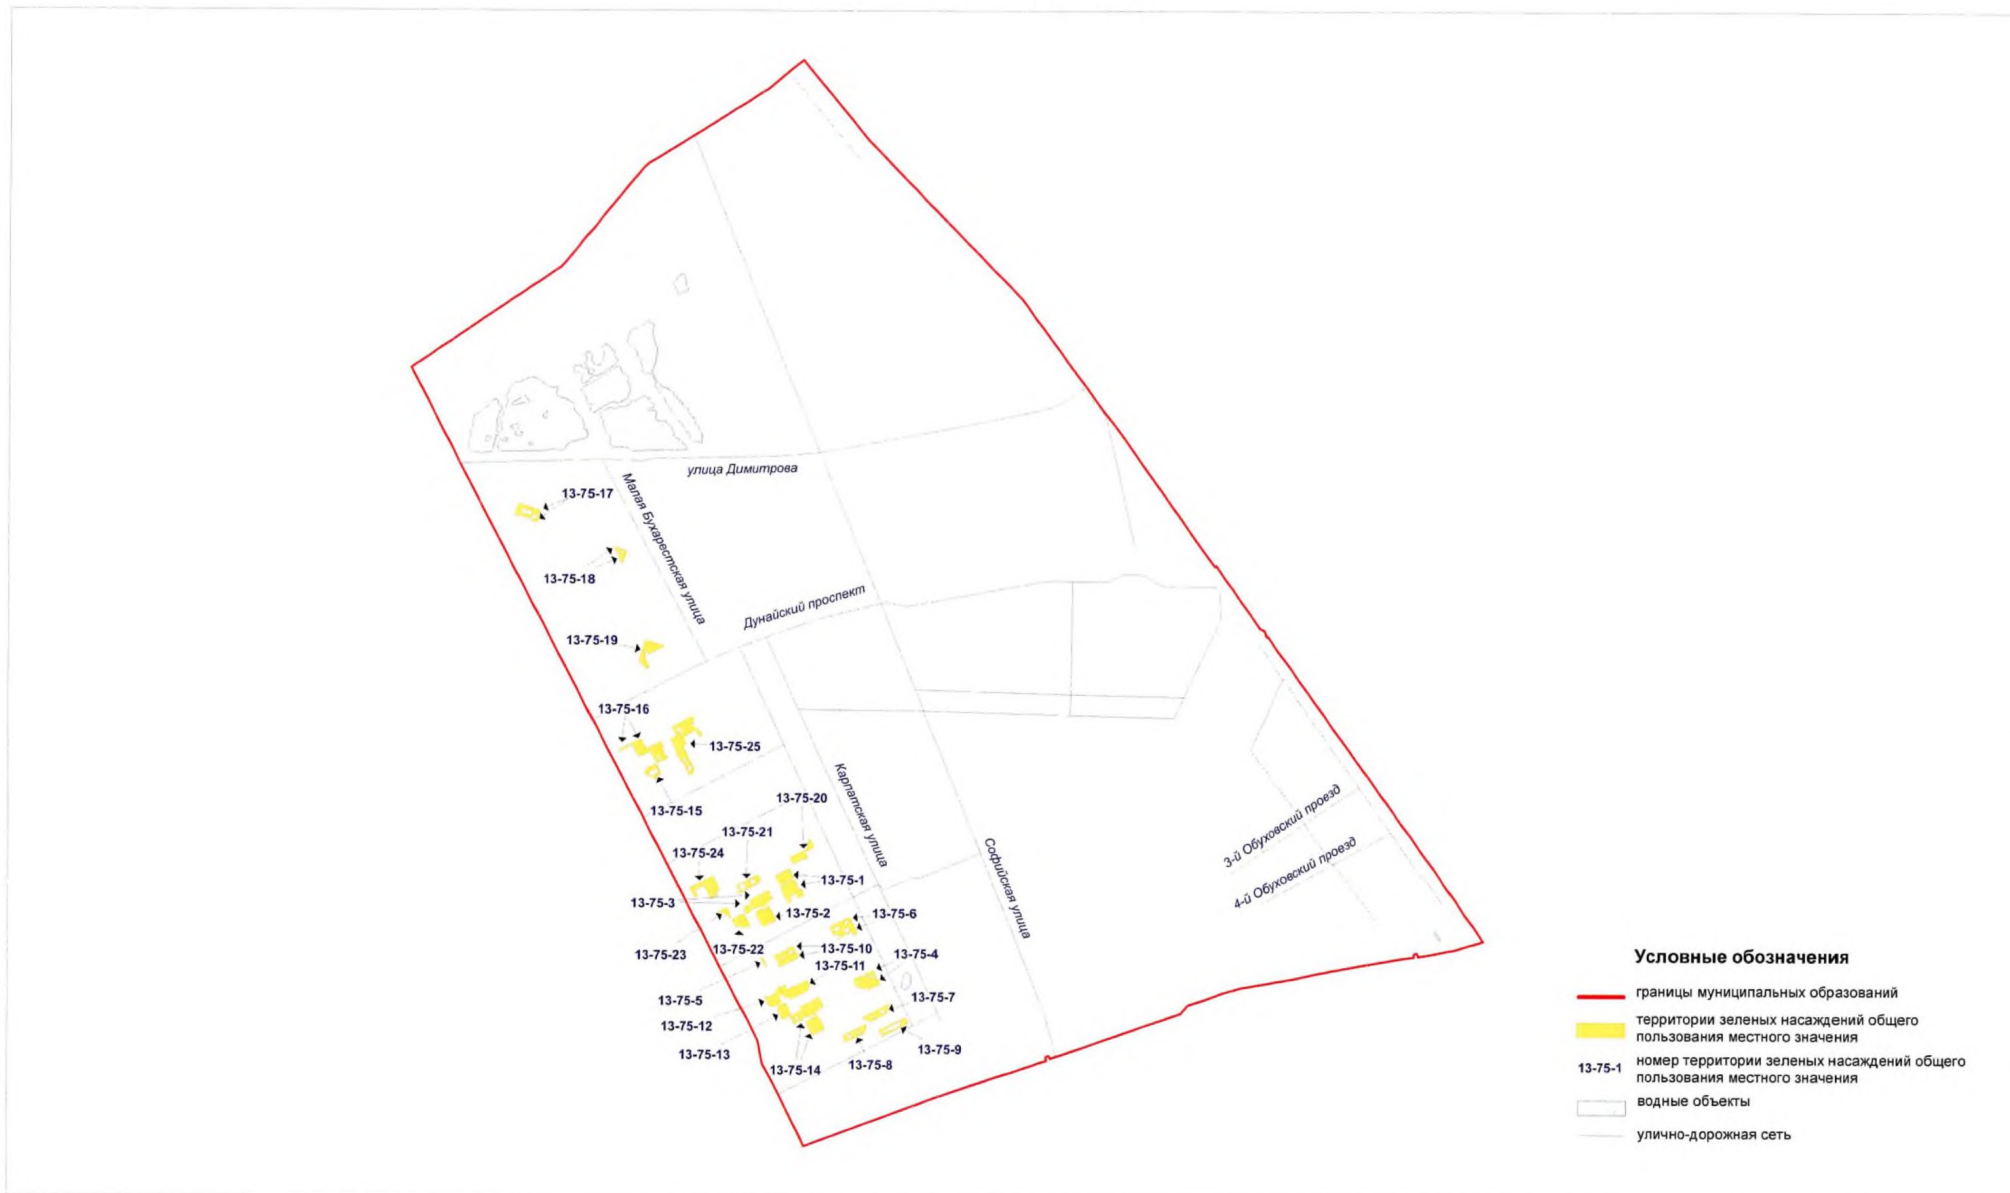 улица Димитрова
13-75-17
Малая Бухарестская улица
13-75-18
Дунайский проспект
13-75-19
13-75-16
13-75-25
13-75-15
Карпатская улица
13-75-20
13-75-21
13-75-24
13-75-1
13-75-3
13-75-2
13-75-6
Софийская улица
3-й Обуховский проезд
4-й Обуховский проезд
13-75-23
13-75-22
13-75-10
13-75-4
13-75-11
13-75-5
13-75-7
13-75-12
13-75-13
13-75-14
13-75-8
13-75-9
Условные обозначения
границы муниципальных образований
территории зеленых насаждений общего
пользования местного значения
13-75-1
номер территории зеленых насаждений общего
пользования местного значения
водные объекты
улично-дорожная сеть